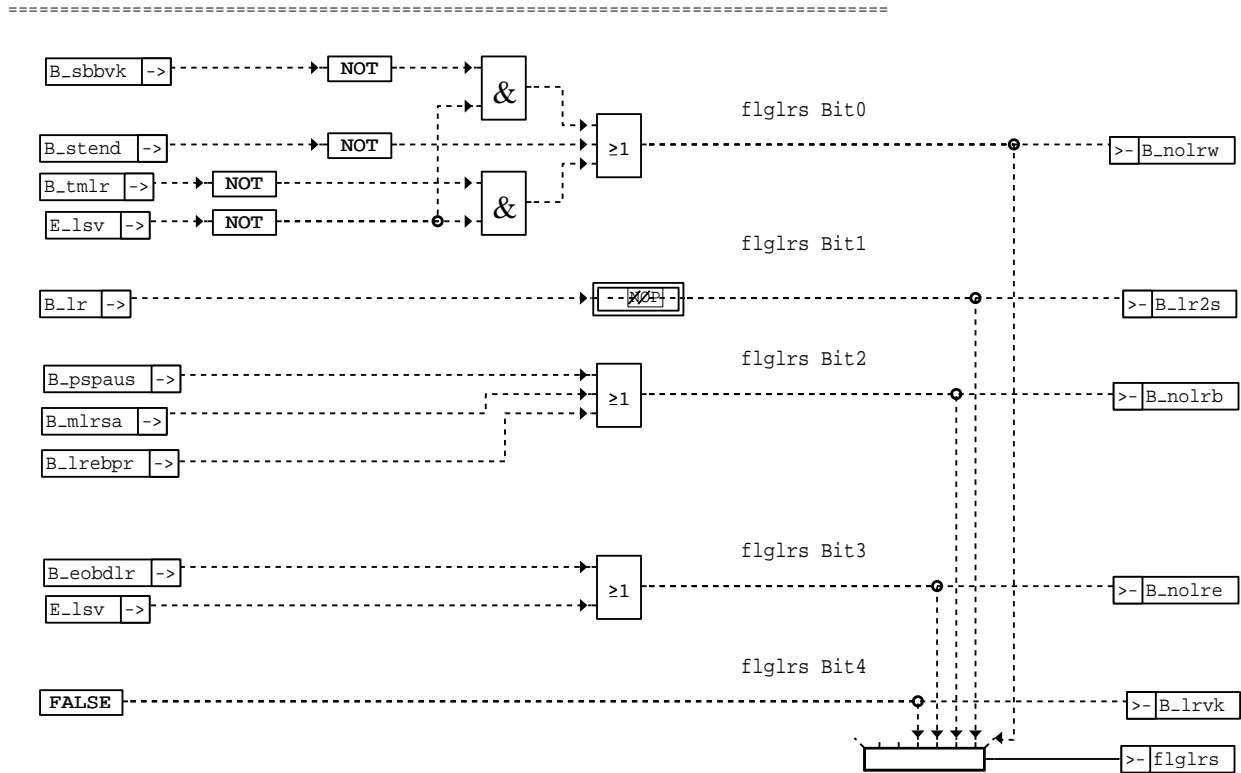 ================================================================================
B_sbbvk -> NOT &
flglrs Bit0
B_stend -> NOT ≥1 >- B_nolrw
B_tmlr -> NOT &
E_lsv -> NOT
flglrs Bit1
B_lr -> NOP >- B_lr2s
flglrs Bit2
B_pspaus ->
≥1 >- B_nolrb
B_mlrsa ->
B_lrebpr ->
flglrs Bit3
B_eobdlr ->
≥1 >- B_nolre
E_lsv ->
flglrs Bit4
FALSE >- B_lrvk
>- flglrs